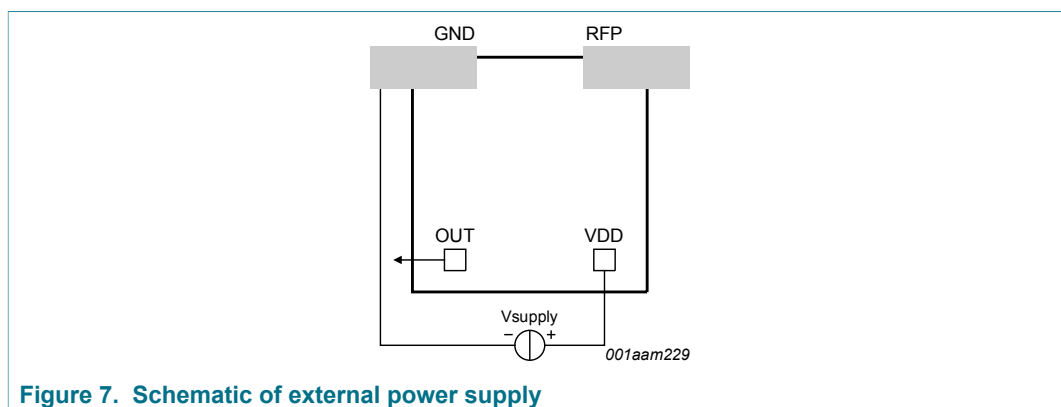 GND
RFP
OUT
VDD
Vsupply
− +
001aam229
Figure 7. Schematic of external power supply